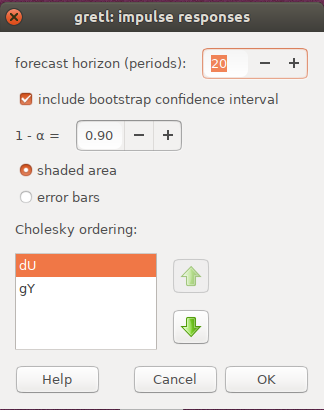 gretl: impulse responses
forecast horizon (periods): 20
include bootstrap confidence interval
1 - α = 0.90
shaded area
error bars
Cholesky ordering:
dU
gY
Help Cancel OK